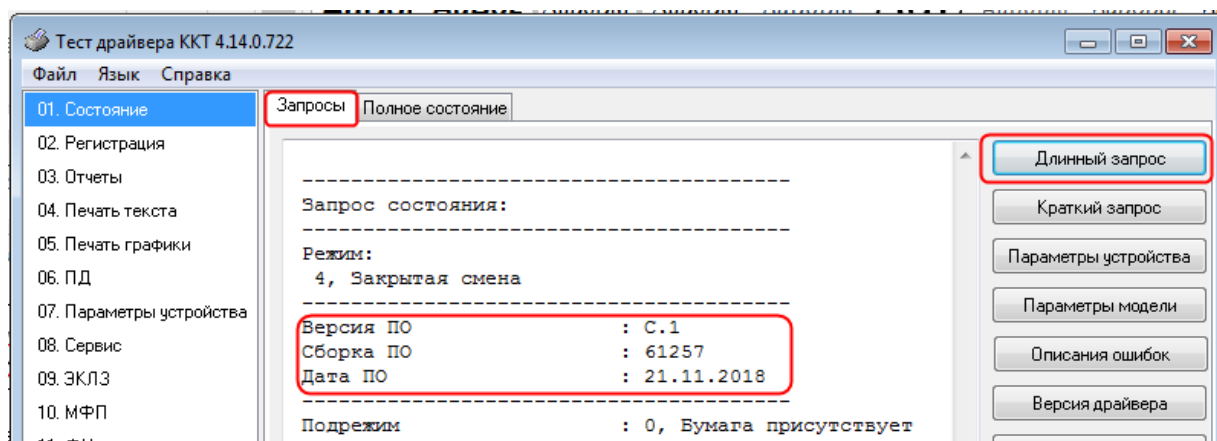 Тест драйвера ККТ 4.14.0.722
Файл Язык Справка
01. Состояние
02. Регистрация
03. Отчеты
04. Печать текста
05. Печать графики
06. ПД
07. Параметры устройства
08. Сервис
09. ЭКЛЗ
10. МФП
Запросы Полное состояние
----------------------------------------
Запрос состояния:
----------------------------------------
Режим:
4, Закрытая смена
----------------------------------------
Версия ПО : C.1
Сборка ПО : 61257
Дата ПО : 21.11.2018
----------------------------------------
Подрежим : 0, Бумага присутствует
Длинный запрос
Краткий запрос
Параметры устройства
Параметры модели
Описания ошибок
Версия драйвера